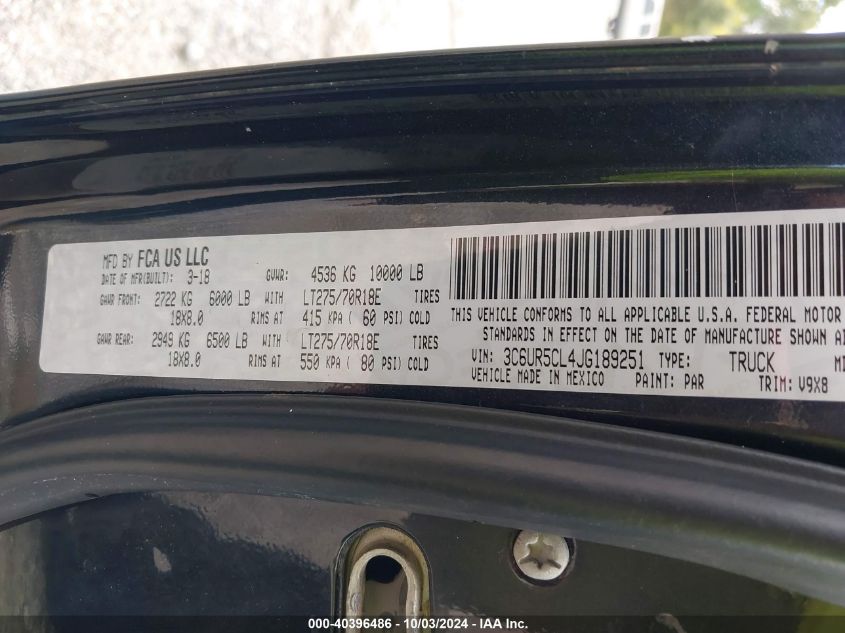 MFD BY FCA US LLC
DATE OF MFR(BUILT): 3-18 GVWR: 4536 KG 10000 LB
GAWR FRONT: 2722 KG 6000 LB WITH LT275/70R18E TIRES
18X8.0 RIMS AT 415 KPA ( 60 PSI) COLD
GAWR REAR: 2949 KG 6500 LB WITH LT275/70R18E TIRES
18X8.0 RIMS AT 550 KPA ( 80 PSI) COLD
THIS VEHICLE CONFORMS TO ALL APPLICABLE U.S.A. FEDERAL MOTOR
STANDARDS IN EFFECT ON THE DATE OF MANUFACTURE SHOWN
VIN: 3C6UR5CL4JG189251 TYPE: TRUCK
VEHICLE MADE IN MEXICO PAINT: PAR TRIM: V9X8
000-40396486 - 10/03/2024 - IAA Inc.